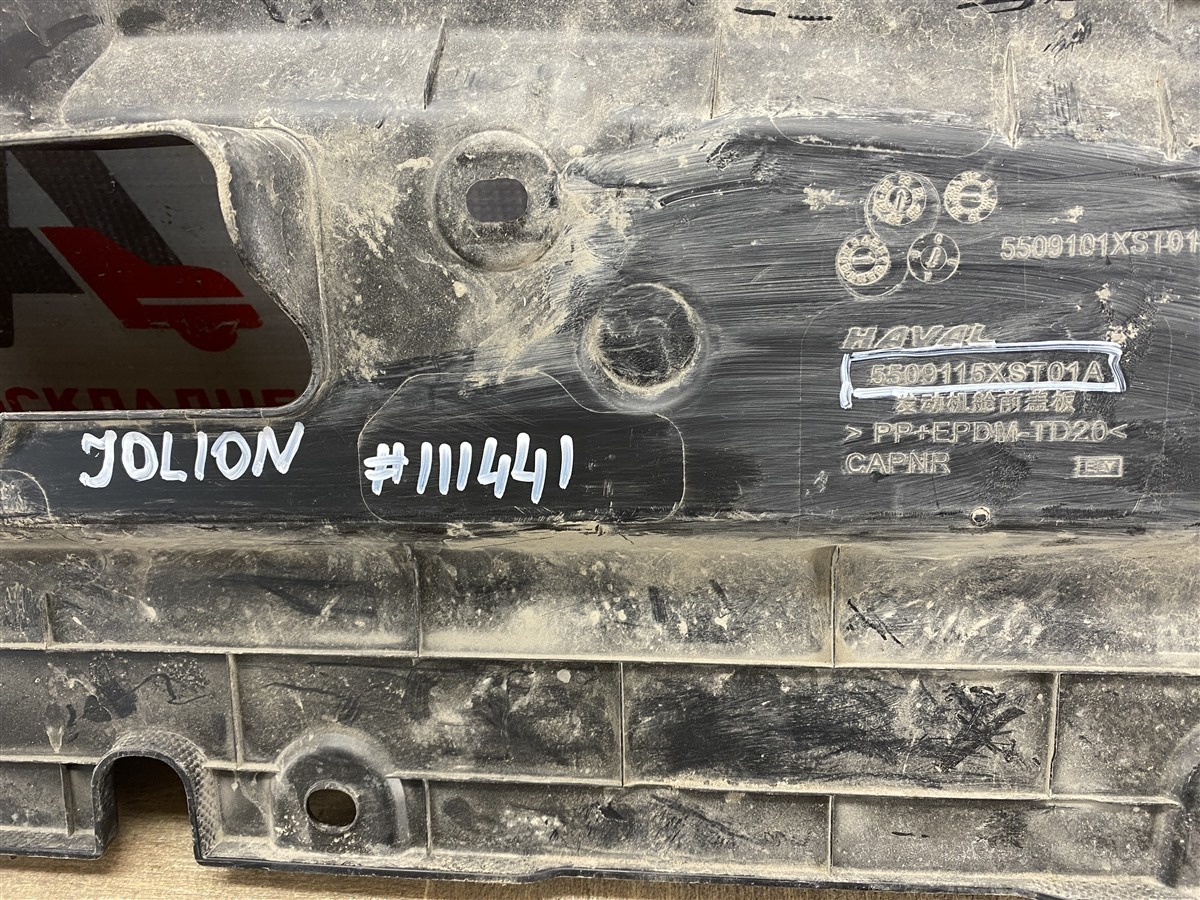 5509101XST01
HAVAL
5509115XST01A
发动机舱前盖板
>PP+EPDM-TD20<
CAPNR
JOLION
#111441